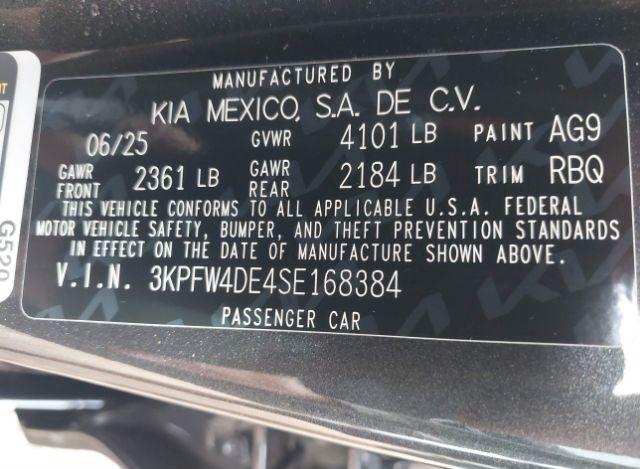 MANUFACTURED BY
KIA MEXICO, S.A. DE C.V.
06/25 GVWR 4101 LB PAINT AG9
GAWR FRONT 2361 LB GAWR REAR 2184 LB TRIM RBQ
THIS VEHICLE CONFORMS TO ALL APPLICABLE U.S.A. FEDERAL
MOTOR VEHICLE SAFETY, BUMPER, AND THEFT PREVENTION STANDARDS
IN EFFECT ON THE DATE OF MANUFACTURE SHOWN ABOVE.
V.I.N. 3KPFW4DE4SE168384
PASSENGER CAR
G520